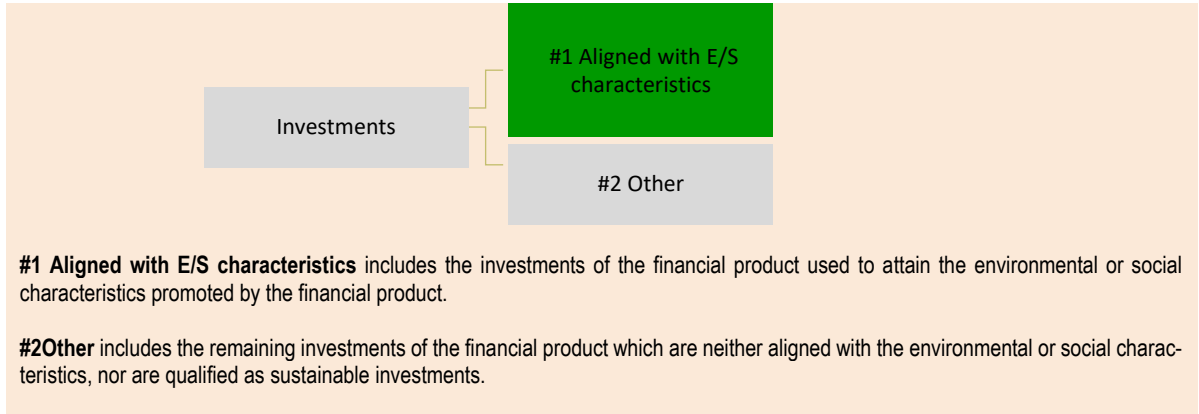 #1 Aligned with E/S
characteristics
Investments
#2 Other
#1 Aligned with E/S characteristics includes the investments of the financial product used to attain the environmental or social
characteristics promoted by the financial product.
#2Other includes the remaining investments of the financial product which are neither aligned with the environmental or social charac-
teristics, nor are qualified as sustainable investments.